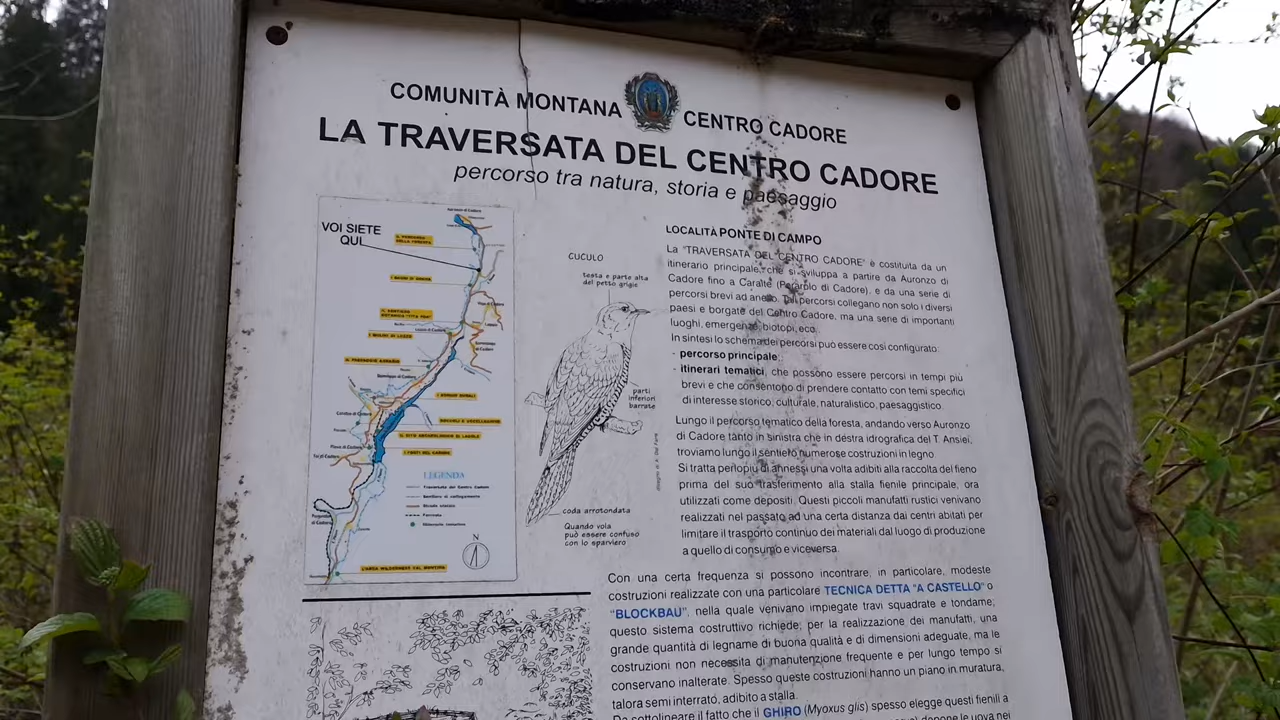 COMUNITÀ MONTANA CENTRO CADORE
LA TRAVERSATA DEL CENTRO CADORE
percorso tra natura, storia e paesaggio
VOI SIETE
QUI
LEGENDA
Traversata del Centro Cadore
Sentiero di collegamento
Strada statale
Ferrovia
N
CUCULO
testa e parte alta
del petto grigie
parti
inferiori
barrate
coda arrotondata
Quando vola
può essere confuso
con lo sparviero
LOCALITÀ PONTE DI CAMPO
La "TRAVERSATA DEL CENTRO CADORE" è costituita da un
itinerario principale, che si sviluppa a partire da Auronzo di
Cadore fino a Caralte (Perarolo di Cadore), e da una serie di
percorsi brevi ad anello. Tali percorsi collegano non solo i diversi
paesi e borgate del Centro Cadore, ma una serie di importanti
luoghi, emergenze, biotopi, eco.
In sintesi lo schema dei percorsi può essere così configurato:
- percorso principale;
- itinerari tematici, che possono essere percorsi in tempi più
brevi e che consentono di prendere contatto con temi specifici
di interesse storico, culturale, naturalistico, paesaggistico.
Lungo il percorso tematico della foresta, andando verso Auronzo
di Cadore tanto in sinistra che in destra idrografica del T. Ansiei,
troviamo lungo il sentiero numerose costruzioni in legno.
Si tratta perlopiù di annessi una volta adibiti alla raccolta del fieno
prima del suo trasferimento alla stalla fienile principale, ora
utilizzati come depositi. Questi piccoli manufatti rustici venivano
realizzati nel passato ad una certa distanza dai centri abitati per
limitare il trasporto continuo dei materiali dal luogo di produzione
a quello di consumo e viceversa.
Con una certa frequenza si possono incontrare, in particolare, modeste
costruzioni realizzate con una particolare TECNICA DETTA "A CASTELLO" o
"BLOCKBAU", nella quale venivano impiegate travi squadrate e tondame;
questo sistema costruttivo richiede, per la realizzazione dei manufatti, una
grande quantità di legname di buona qualità e di dimensioni adeguate, ma le
costruzioni non necessita di manutenzione frequente e per lungo tempo si
conservano inalterate. Spesso queste costruzioni hanno un piano in muratura,
talora semi interrato, adibito a stalla.
Da sottolineare il fatto che il GHIRO (Myoxus glis) spesso elegge questi fienili a